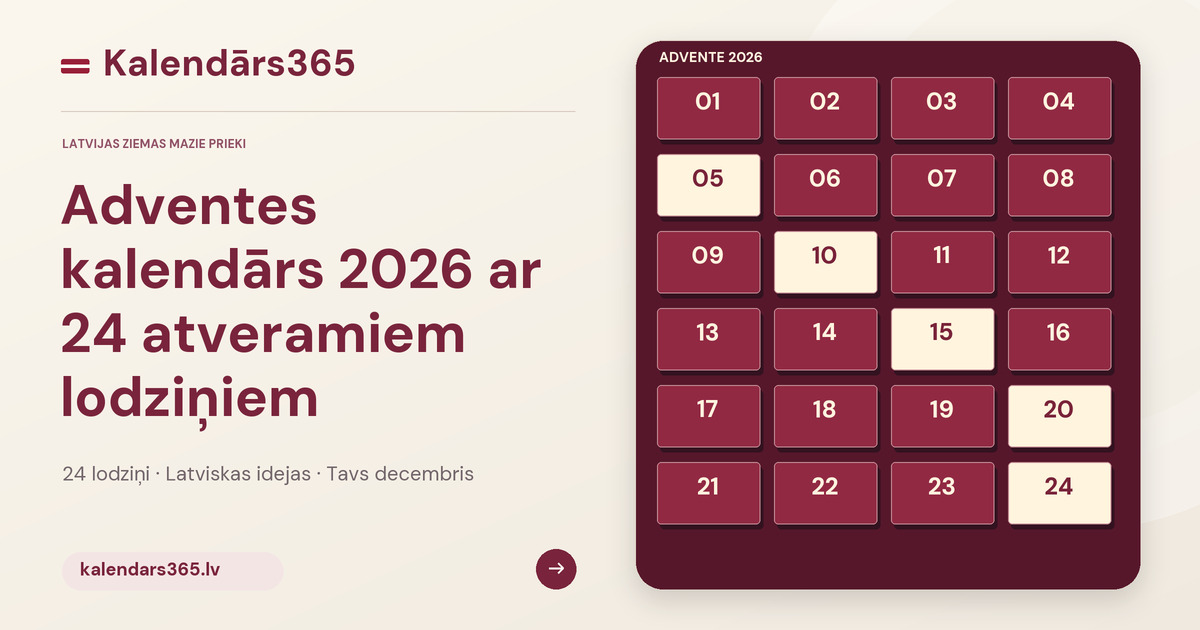 Kalendārs365
LATVIJAS ZIEMAS MAZIE PRIEKI
Adventes
kalendārs 2026 ar
24 atveramiem
lodziņiem
24 lodziņi · Latviskas idejas · Tavs decembris
kalendars365.lv
→
ADVENTE 2026
01 02 03 04
05 06 07 08
09 10 11 12
13 14 15 16
17 18 19 20
21 22 23 24